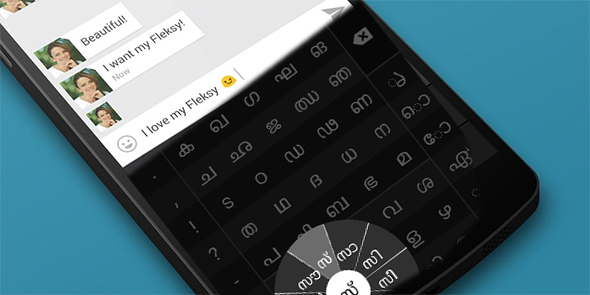 Beautiful!
I want my Fleksy!
Now
I love my Fleksy 😉
. ക ഖ ഗ ഘ ങ
, ച ഛ ജ ഝ ഞ
! ട ഠ ഡ ഢ ണ ൊ
? ത ഥ ദ ധ ന ോ
പ ഫ ബ ഭ മ
വ ശ
ഴ
സൗ സ് സാ സി സീ
സ്